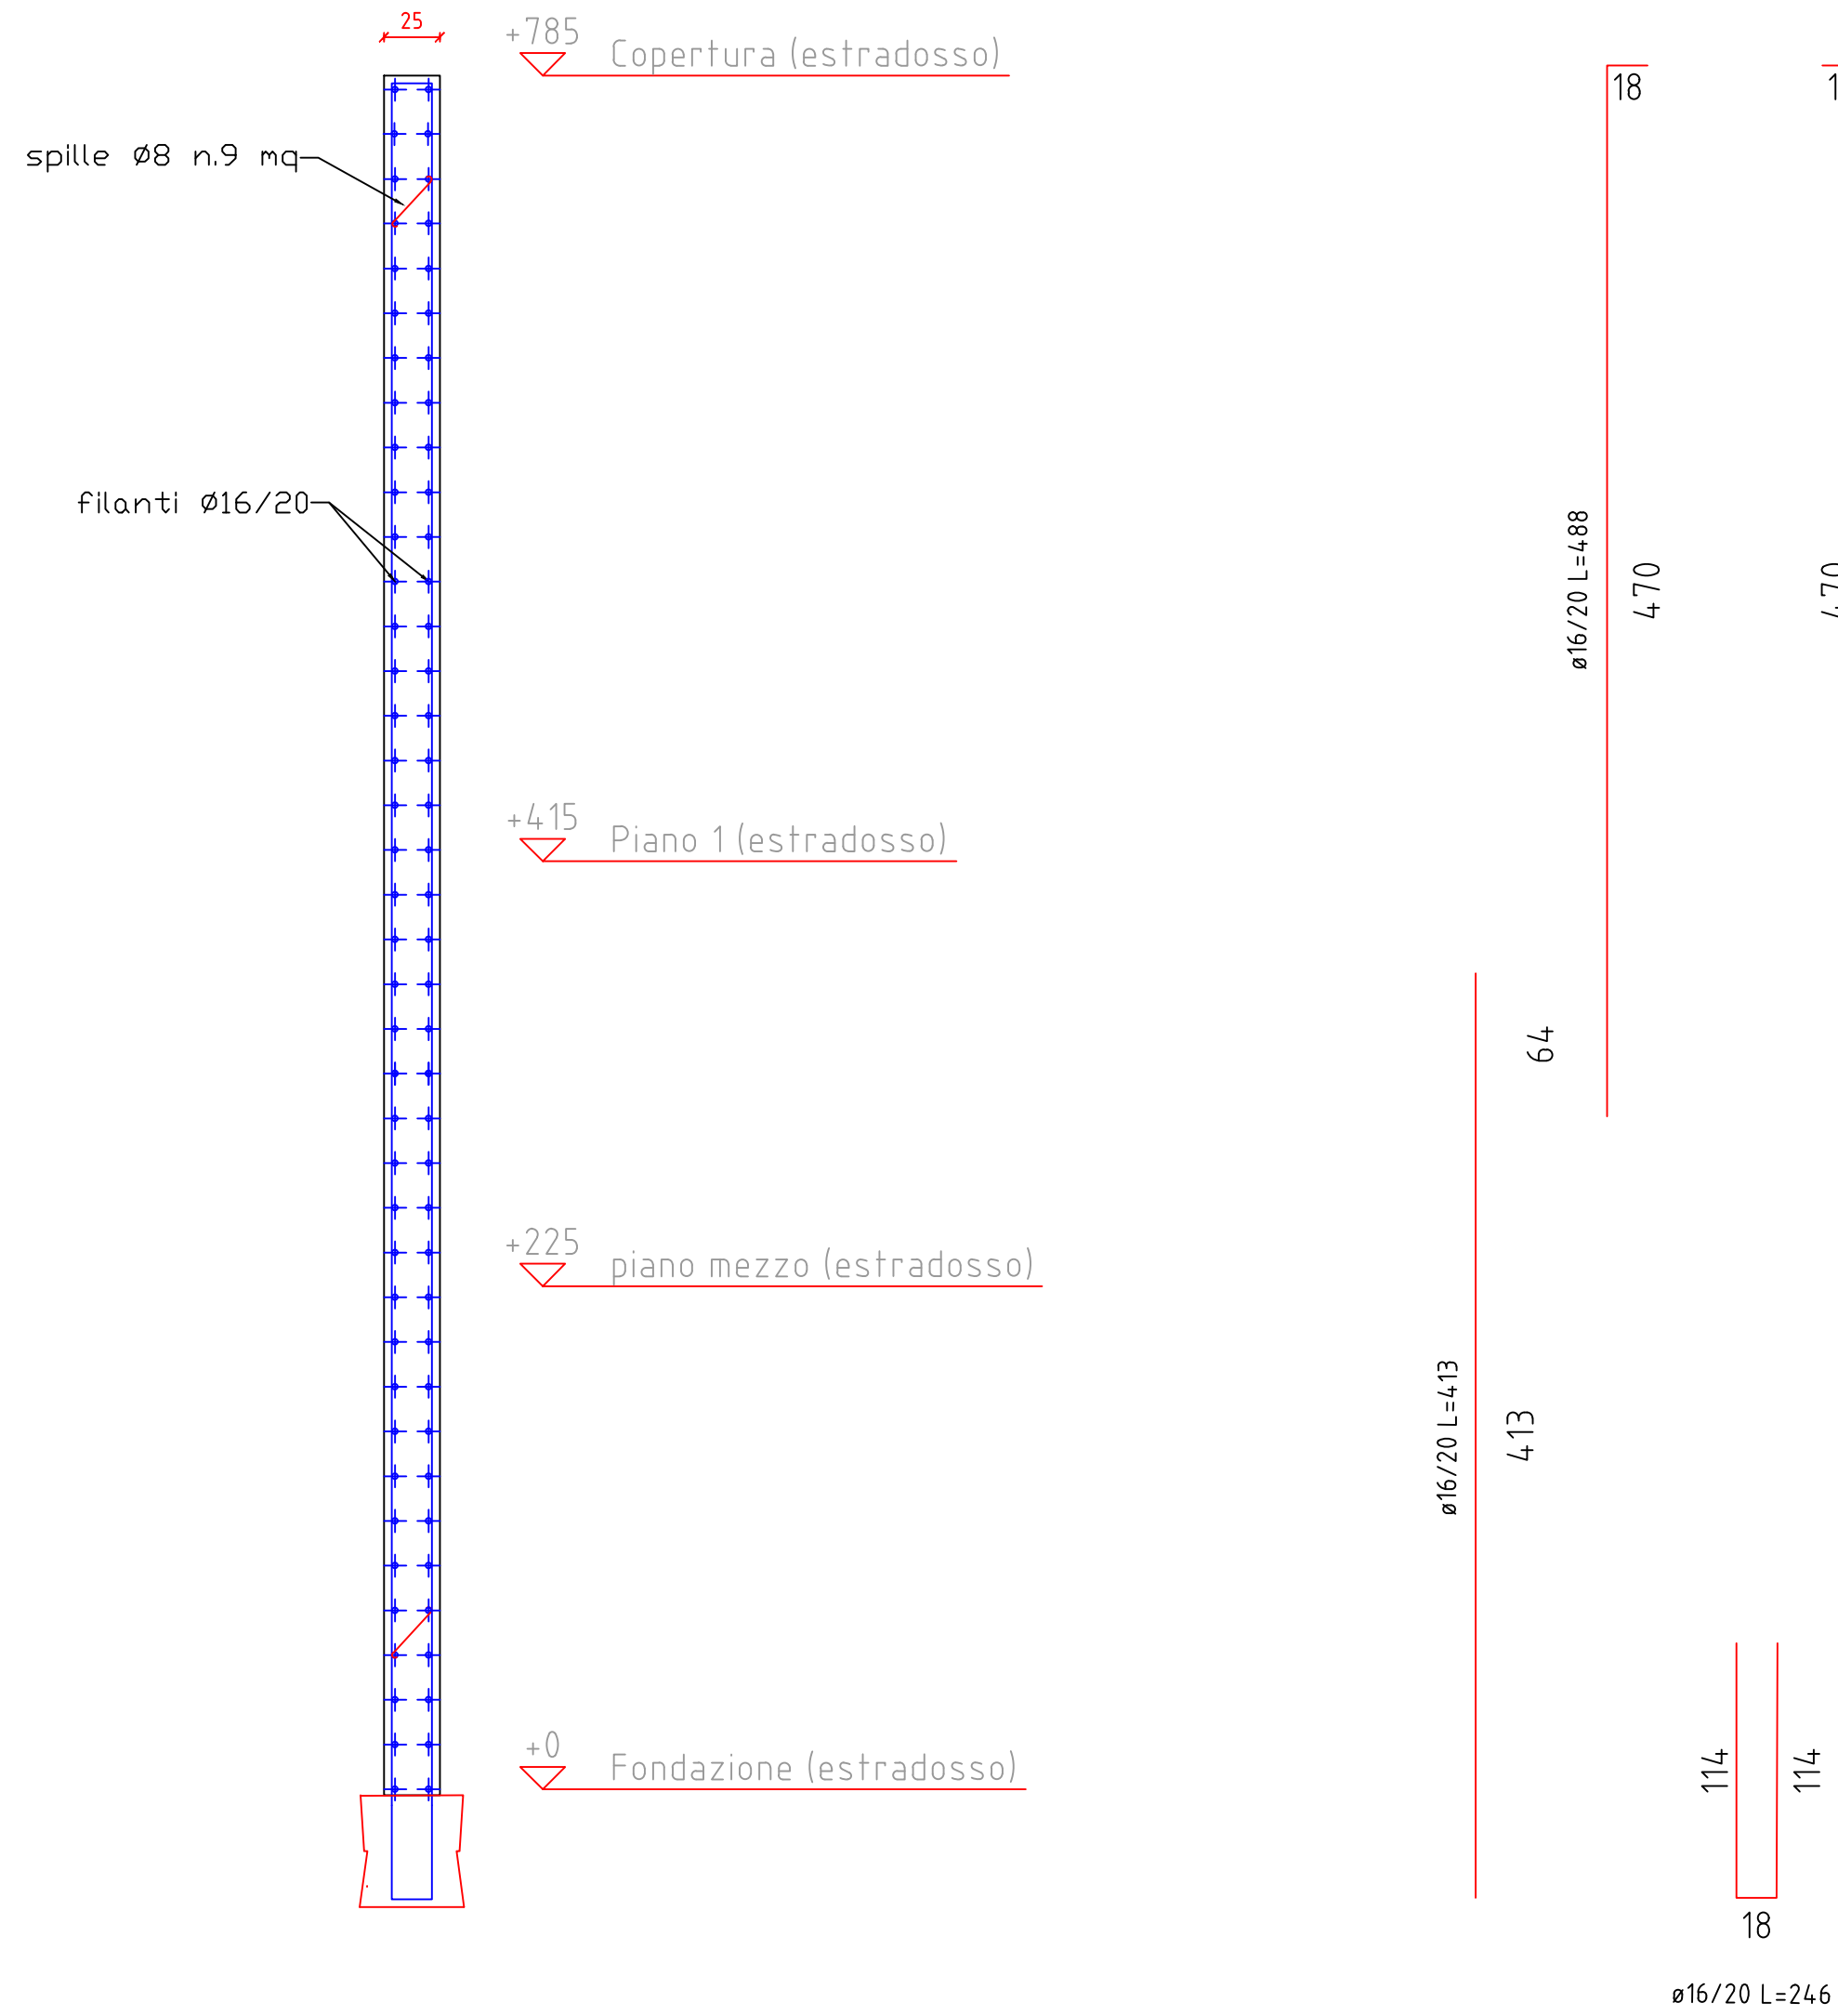 25
+785
Copertura (estradosso)
18
spille Ø8 n.9 mq
filanti Ø16/20
ø16/20 L=488
470
470
+415
Piano 1 (estradosso)
64
+225
piano mezzo (estradosso)
ø16/20 L=413
413
+0
Fondazione (estradosso)
114
114
18
ø16/20 L=246